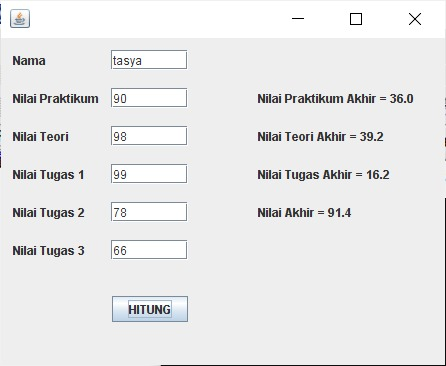 Nama tasya
Nilai Praktikum 90 Nilai Praktikum Akhir = 36.0
Nilai Teori 98 Nilai Teori Akhir = 39.2
Nilai Tugas 1 99 Nilai Tugas Akhir = 16.2
Nilai Tugas 2 78 Nilai Akhir = 91.4
Nilai Tugas 3 66
HITUNG